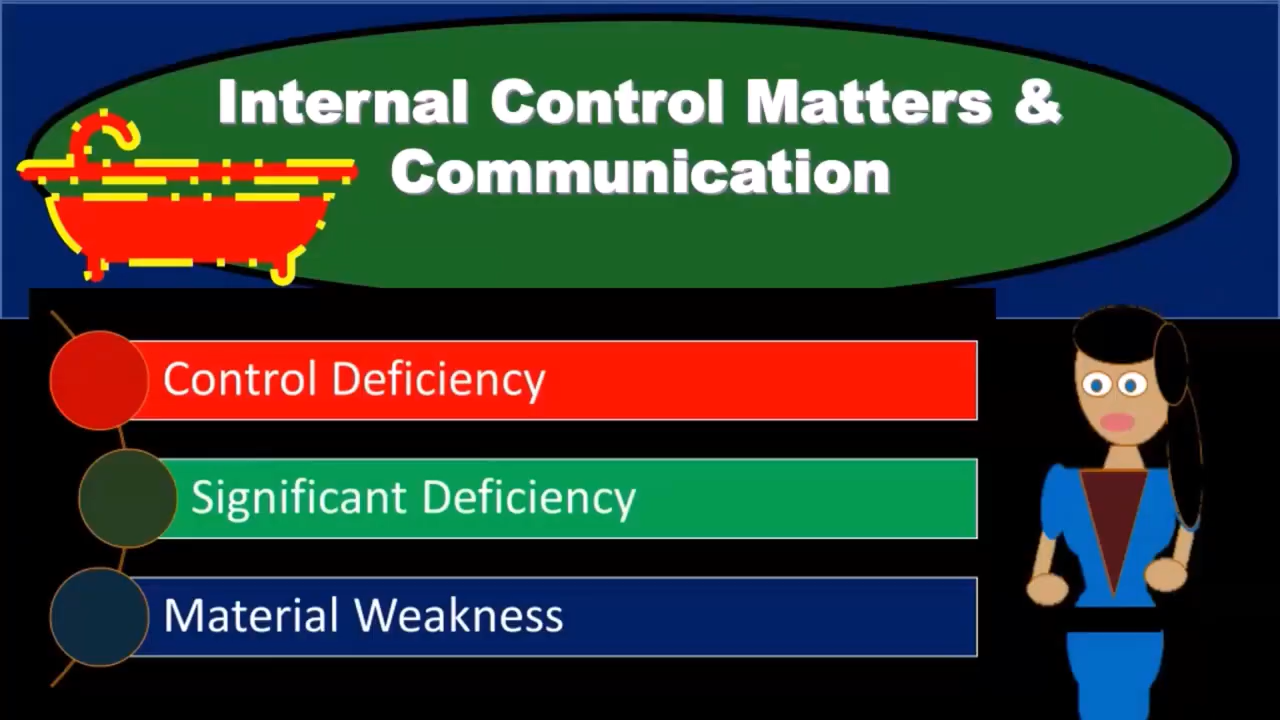 Internal Control Matters &
Communication
Control Deficiency
Significant Deficiency
Material Weakness